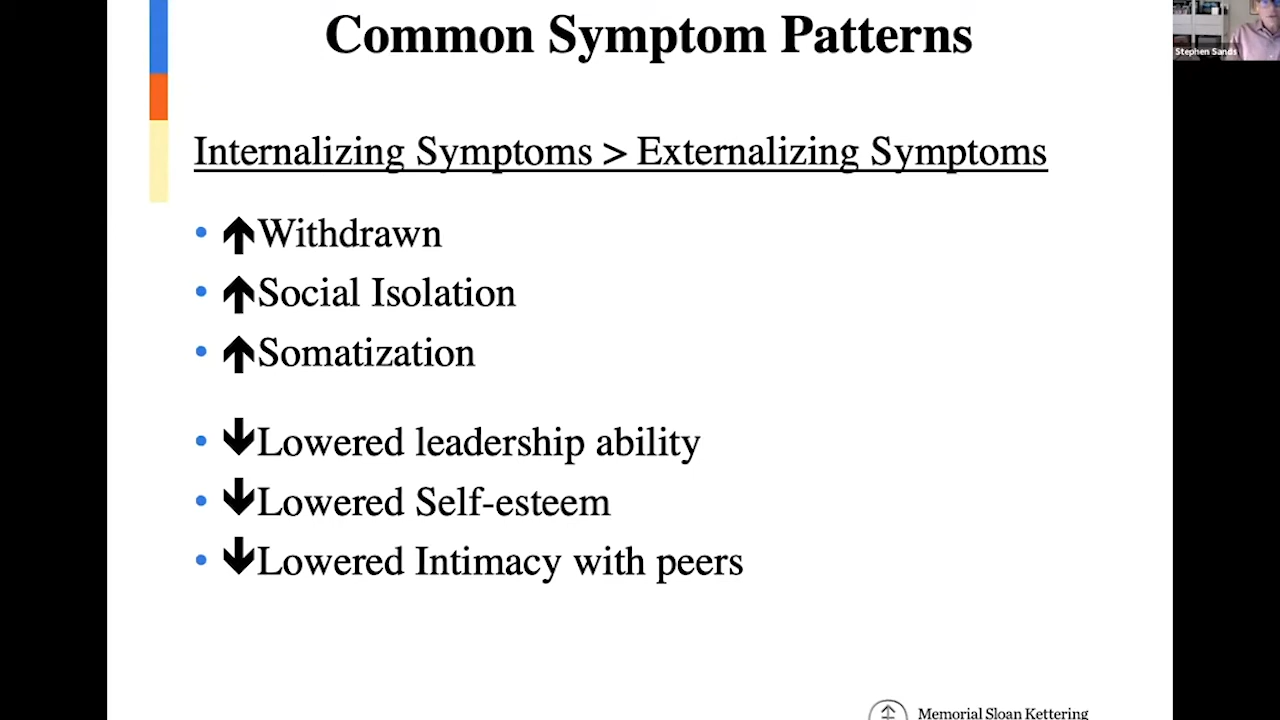 Common Symptom Patterns
Stephen Sands
Internalizing Symptoms > Externalizing Symptoms
• ↑Withdrawn
• ↑Social Isolation
• ↑Somatization
• ↓Lowered leadership ability
• ↓Lowered Self-esteem
• ↓Lowered Intimacy with peers
Memorial Sloan Kettering